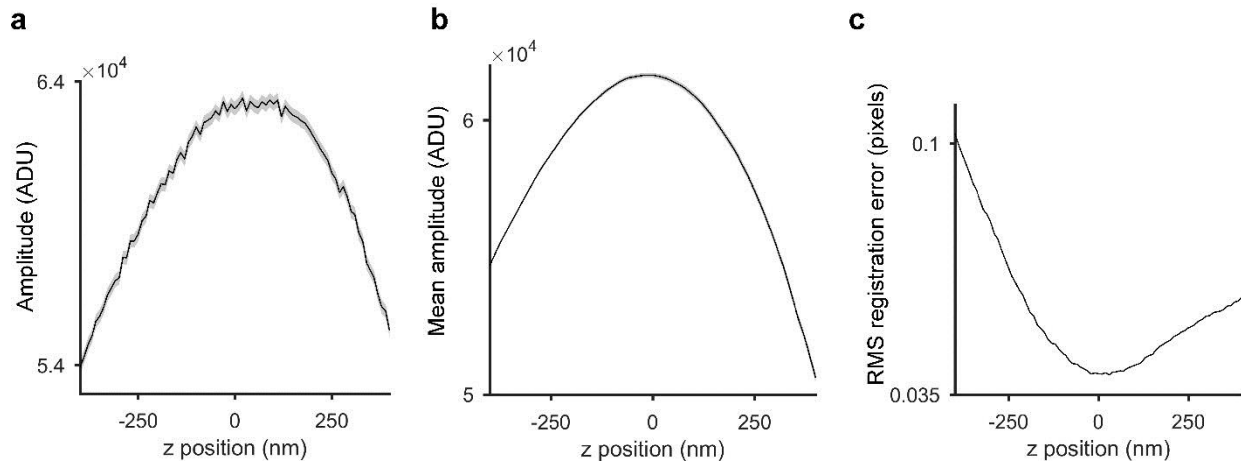 a
×10⁴
6.4
5.4
Amplitude (ADU)
-250 0 250
z position (nm)
b
×10⁴
6
5
Mean amplitude (ADU)
-250 0 250
z position (nm)
c
0.1
0.035
RMS registration error (pixels)
-250 0 250
z position (nm)